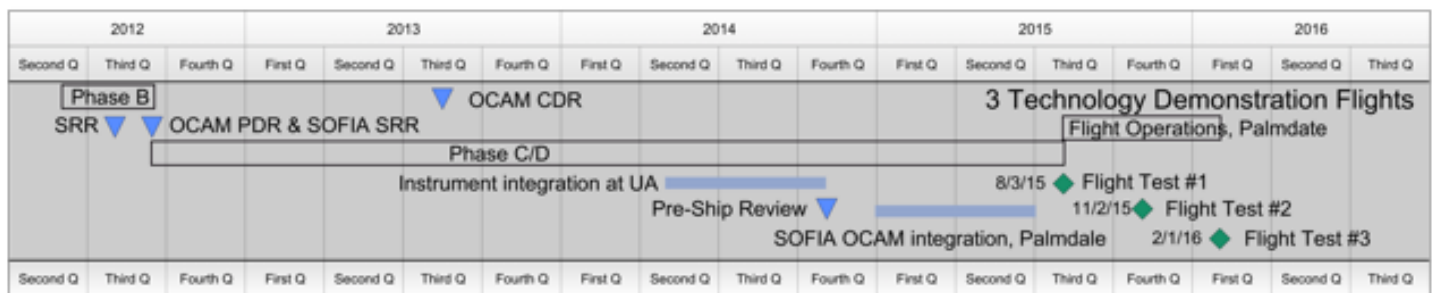 2012 2013 2014 2015 2016
Second Q Third Q Fourth Q First Q Second Q Third Q Fourth Q First Q Second Q Third Q Fourth Q First Q Second Q Third Q Fourth Q First Q Second Q Third Q
Phase B OCAM CDR 3 Technology Demonstration Flights
SRR OCAM PDR & SOFIA SRR Flight Operations, Palmdate
Phase C/D
Instrument integration at UA 8/3/15 Flight Test #1
Pre-Ship Review 11/2/15 Flight Test #2
SOFIA OCAM integration, Palmdale 2/1/16 Flight Test #3
Second Q Third Q Fourth Q First Q Second Q Third Q Fourth Q First Q Second Q Third Q Fourth Q First Q Second Q Third Q Fourth Q First Q Second Q Third Q